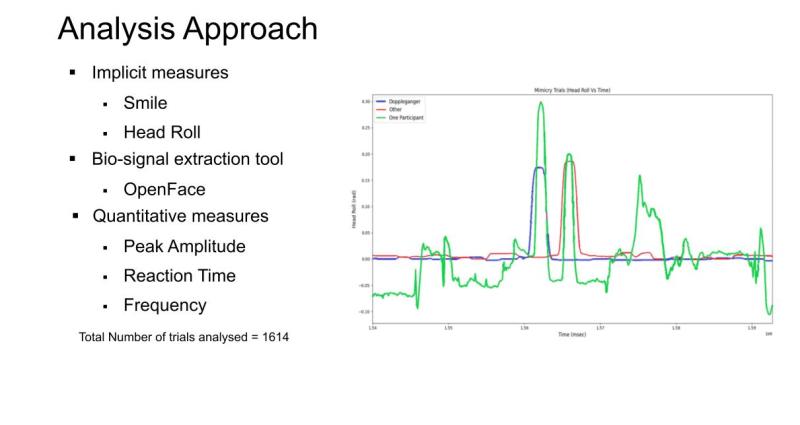 Analysis Approach
▪ Implicit measures
▪ Smile
▪ Head Roll
▪ Bio-signal extraction tool
▪ OpenFace
▪ Quantitative measures
▪ Peak Amplitude
▪ Reaction Time
▪ Frequency
Total Number of trials analysed = 1614
Mimicry Trials (Head Roll Vs Time)
Doppleganger
Other
One Participant
Head Roll (rad)
0.30
0.25
0.20
0.15
0.10
0.05
0.00
−0.05
−0.10
1.54 1.55 1.56 1.57 1.58 1.59
Time (msec)